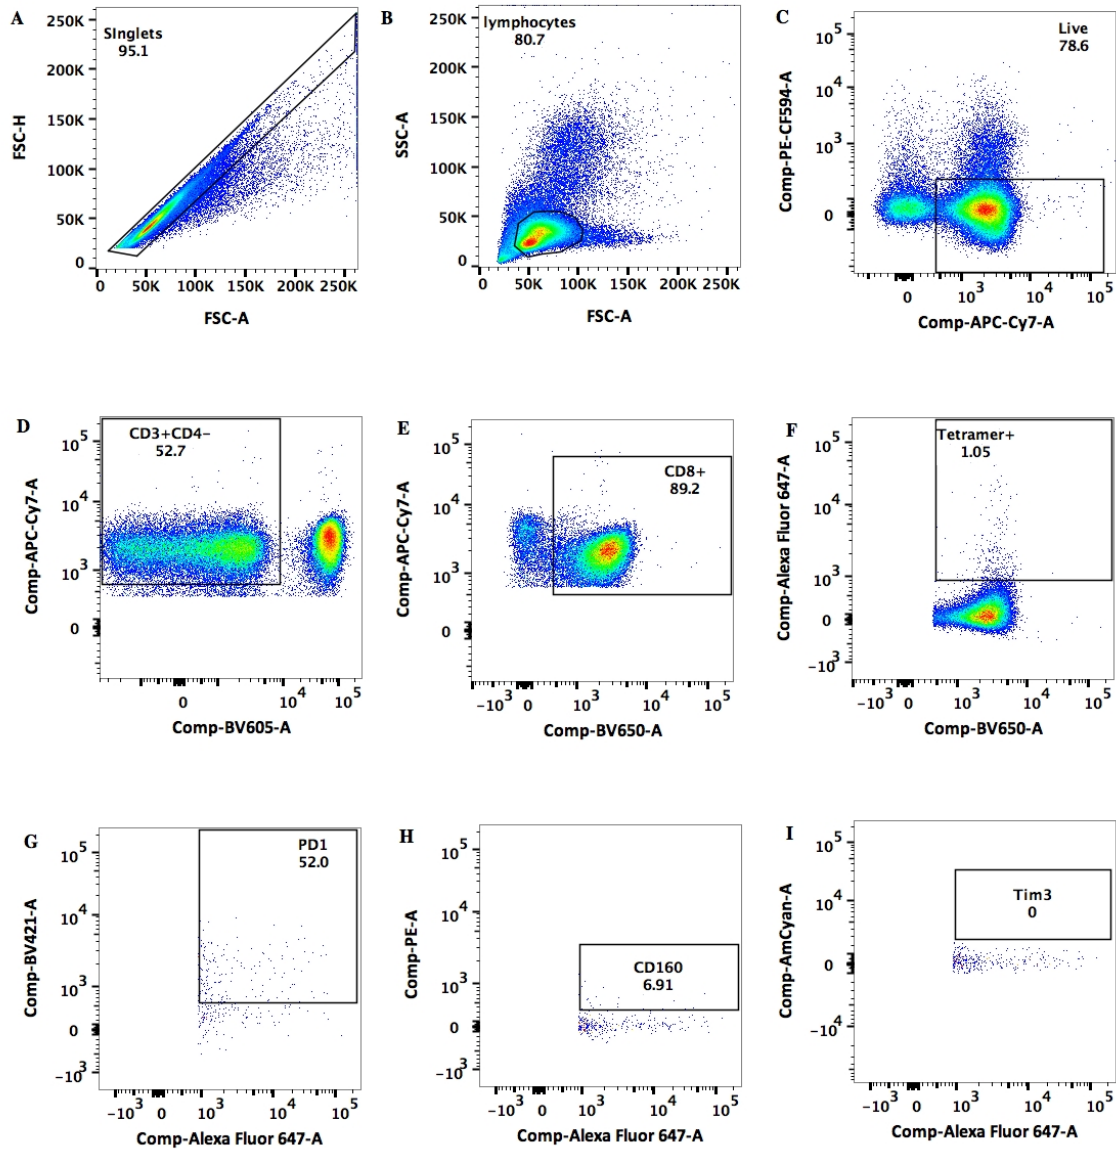 A
SInglets
95.1
250K
200K
150K
100K
50K
0
FSC-H
0
50K
100K
150K
200K
250K
FSC-A
B
lymphocytes
80.7
250K
200K
150K
100K
50K
0
SSC-A
0
50K
100K
150K
200K
250K
FSC-A
C
Live
78.6
10^5
10^4
10^3
0
Comp-PE-CF594-A
0
10^3
10^4
10^5
Comp-APC-Cy7-A
D
CD3+CD4-
52.7
10^5
10^4
10^3
0
Comp-APC-Cy7-A
0
10^4
10^5
Comp-BV605-A
E
CD8+
89.2
10^5
10^4
10^3
0
Comp-APC-Cy7-A
-10^3
0
10^3
10^4
10^5
Comp-BV650-A
F
Tetramer+
1.05
10^5
10^4
10^3
0
-10^3
Comp-Alexa Fluor 647-A
-10^3
0
10^3
10^4
10^5
Comp-BV650-A
G
PD1
52.0
10^5
10^4
10^3
0
-10^3
Comp-BV421-A
-10^3
0
10^3
10^4
10^5
Comp-Alexa Fluor 647-A
H
CD160
6.91
10^5
10^4
10^3
0
-10^3
Comp-PE-A
-10^3
0
10^3
10^4
10^5
Comp-Alexa Fluor 647-A
I
Tim3
0
10^5
10^4
0
-10^4
Comp-AmCyan-A
-10^3
0
10^3
10^4
10^5
Comp-Alexa Fluor 647-A